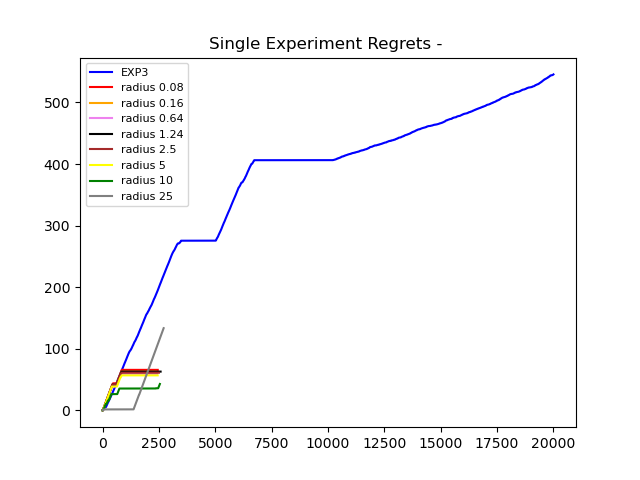 Single Experiment Regrets -
EXP3
radius 0.08
radius 0.16
radius 0.64
radius 1.24
radius 2.5
radius 5
radius 10
radius 25
500
400
300
200
100
0
0 2500 5000 7500 10000 12500 15000 17500 20000